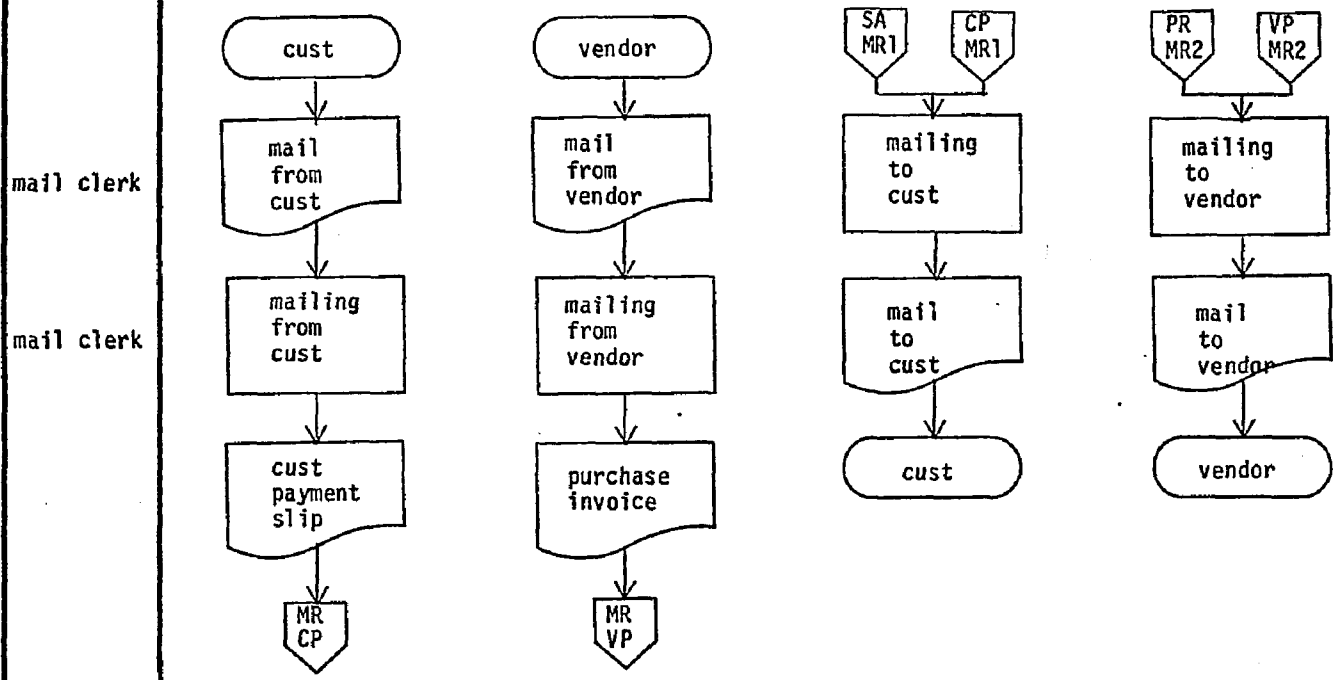 cust
vendor
SA
MR1
CP
MR1
PR
MR2
VP
MR2
mail clerk
mail
from
cust
mail
from
vendor
mailing
to
cust
mailing
to
vendor
mail clerk
mailing
from
cust
mailing
from
vendor
mail
to
cust
mail
to
vendor
cust
payment
slip
purchase
invoice
cust
vendor
MR
CP
MR
VP